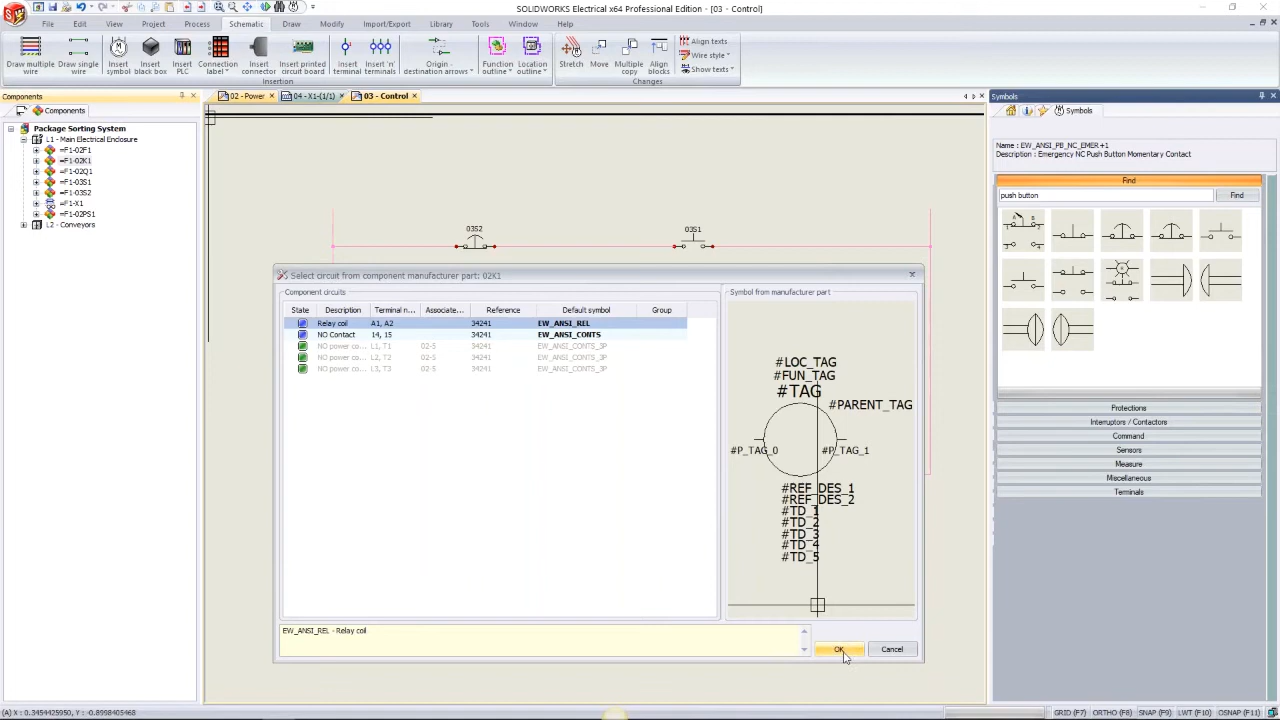 SOLIDWORKS Electrical x64 Professional Edition - [03 - Control]
File Edit View Project Process Schematic Draw Modify Import/Export Library Tools Window Help
Draw multiple wire
Draw single wire
Insert symbol
Insert black box
Insert PLC
Connection label
Insert connector
Insert printed circuit board
Insert terminal
Insert 'n' terminals
Origin - destination arrows
Function outline
Location outline
Stretch
Move
Multiple copy
Align blocks
Align texts
Wire style
Show texts
Insertion
Changes
Components
Components
Package Sorting System
L1 - Main Electrical Enclosure
=F1-02F1
=F1-02K1
=F1-02Q1
=F1-03S1
=F1-03S2
=F1-X1
=F1-02PS1
L2 - Conveyors
02 - Power
04 - X1-(1/1)
03 - Control
03S2
03S1
Select circuit from component manufacturer part: 02K1
Component circuits
State Description Terminal n... Associate... Reference Default symbol Group
Relay coil A1, A2 34241 EW_ANSI_REL
NO Contact 14, 15 34241 EW_ANSI_CONTS
NO power co... L1, T1 02-5 34241 EW_ANSI_CONTS_3P
NO power co... L2, T2 02-5 34241 EW_ANSI_CONTS_3P
NO power co... L3, T3 02-5 34241 EW_ANSI_CONTS_3P
Symbol from manufacturer part
#LOC_TAG
#FUN_TAG
#TAG
#PARENT_TAG
#P_TAG_0
#P_TAG_1
#REF_DES_1
#REF_DES_2
#TD_1
#TD_2
#TD_3
#TD_4
#TD_5
EW_ANSI_REL - Relay coil
OK
Cancel
Symbols
Symbols
Name : EW_ANSI_PB_NC_EMER +1
Description : Emergency NC Push Button Momentary Contact
Find
push button
Find
Protections
Interruptors / Contactors
Command
Sensors
Measure
Miscellaneous
Terminals
(A) X : 0.3454425950, Y : -0.8998405468
GRID (F7) ORTHO (F8) SNAP (F9) LWT (F10) OSNAP (F11)